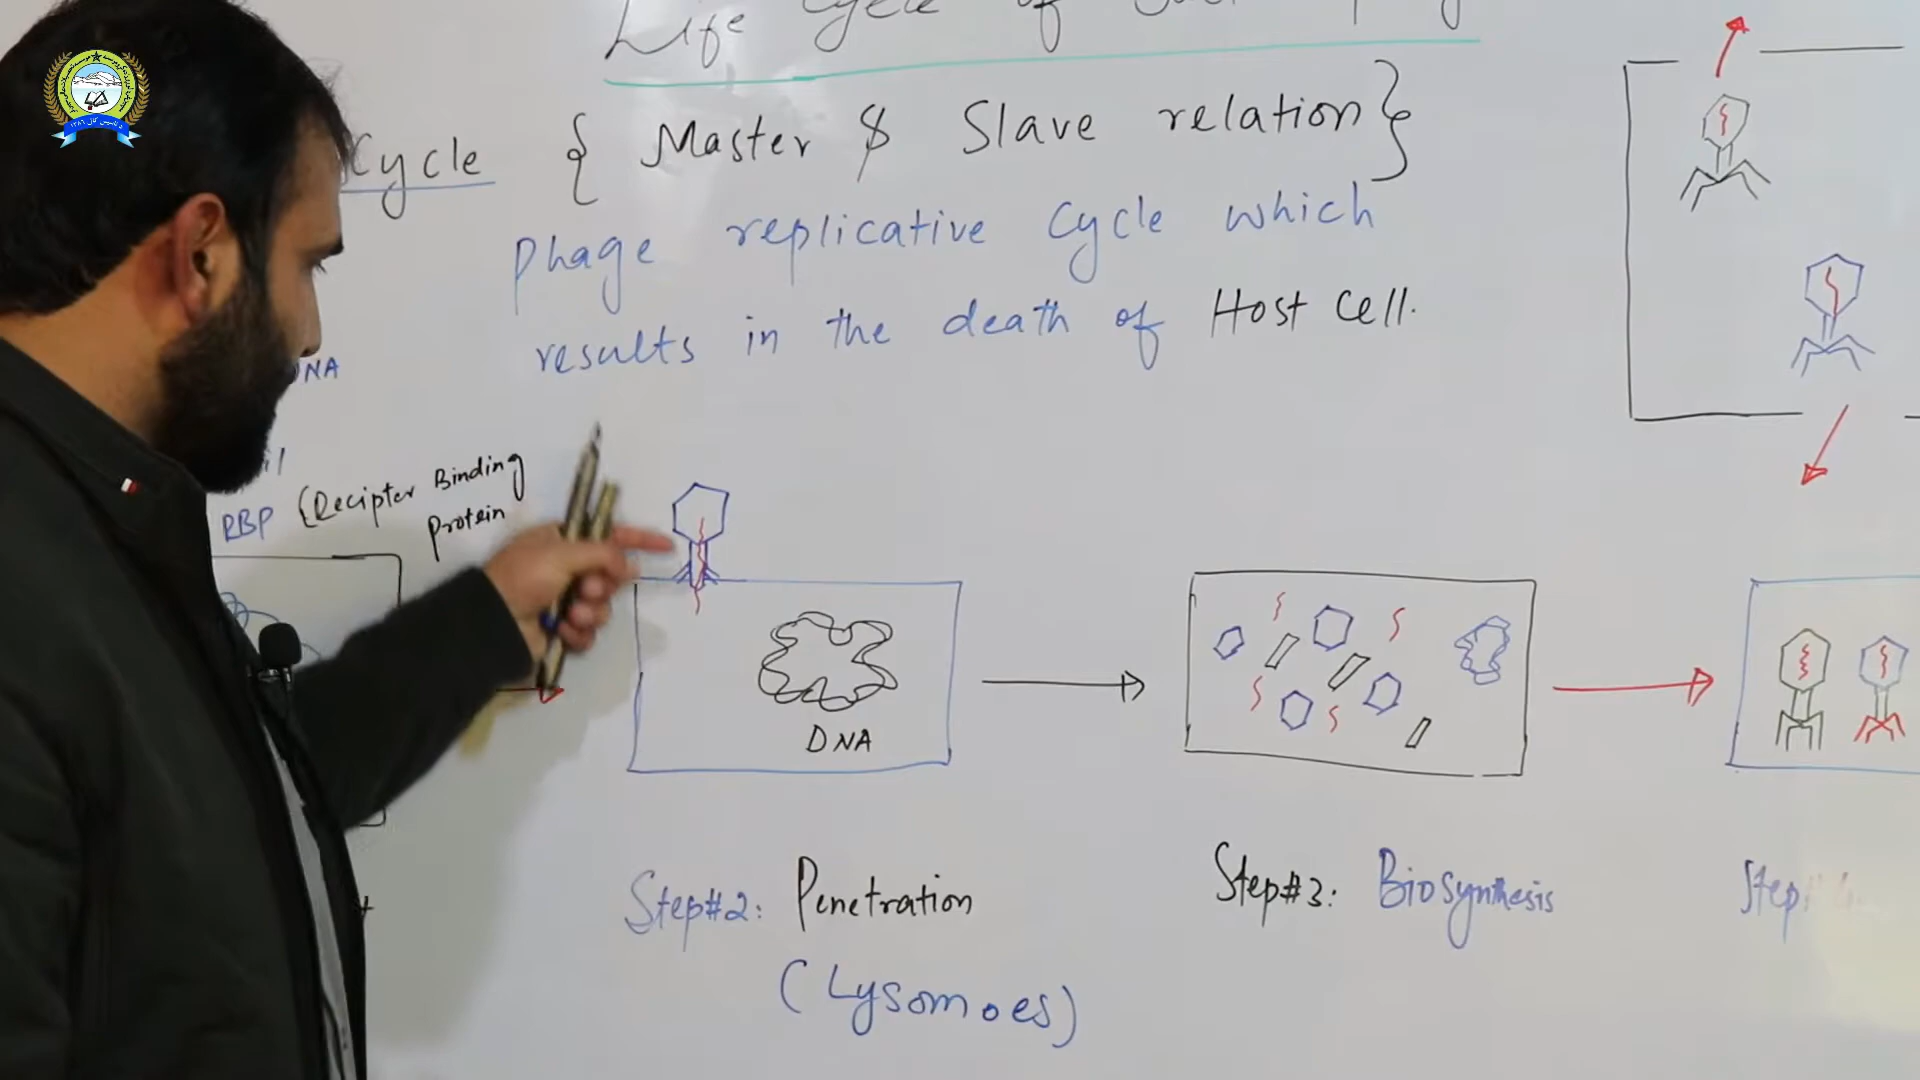 Life Cycle of
Cycle { Master & Slave relation}
Phage replicative Cycle which
results in the death of Host Cell.
DNA
RBP {Recipter Binding
Protein
DNA
Step#2: Penetration
(Lysomoes)
Step#3: Biosynthesis
Step